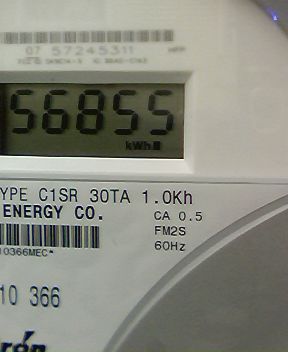 07 57245311
56855
kWh
YPE C1SR 30TA 1.0Kh
ENERGY CO.
CA 0.5
FM2S
60Hz
10366MEC*
10 366
rón